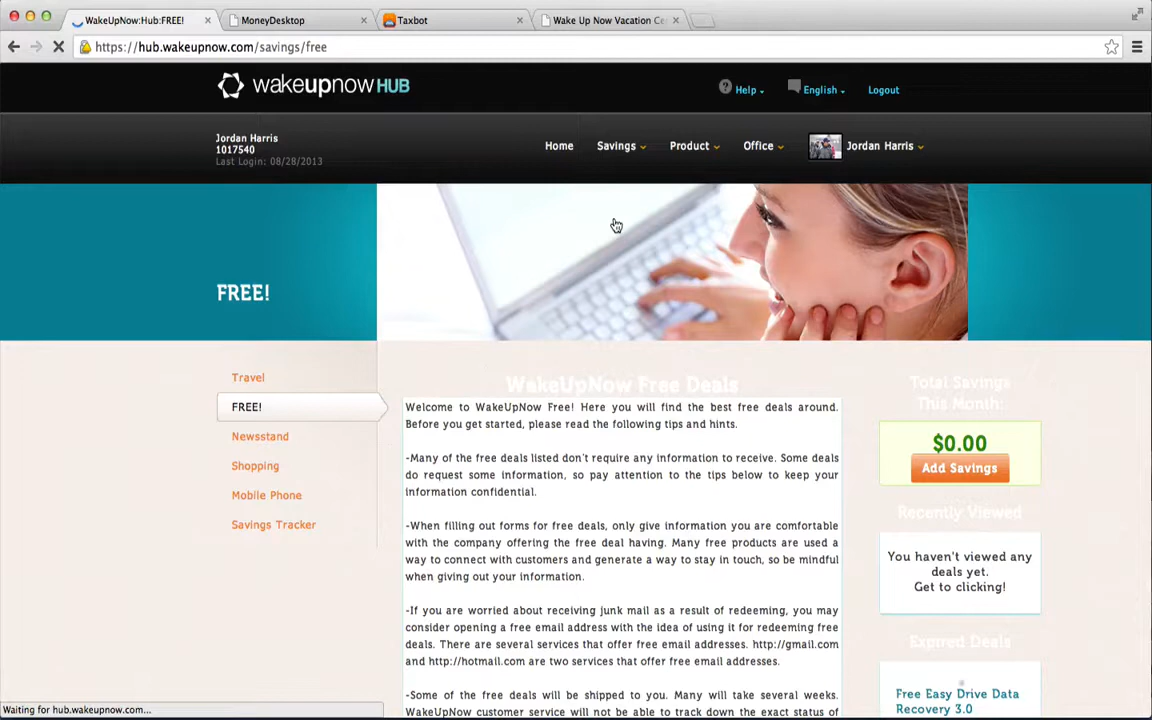 WakeUpNow:Hub:FREE!
MoneyDesktop
Taxbot
Wake Up Now Vacation Ce
https://hub.wakeupnow.com/savings/free
wakeupnow HUB
Help
English
Logout
Jordan Harris
1017540
Last Login: 08/28/2013
Home
Savings
Product
Office
Jordan Harris
FREE!
Travel
FREE!
Newsstand
Shopping
Mobile Phone
Savings Tracker
WakeUpNow Free Deals
Welcome to WakeUpNow Free! Here you will find the best free deals around.
Before you get started, please read the following tips and hints.
-Many of the free deals listed don't require any information to receive. Some deals
do request some information, so pay attention to the tips below to keep your
information confidential.
-When filling out forms for free deals, only give information you are comfortable
with the company offering the free deal having. Many free products are used a
way to connect with customers and generate a way to stay in touch, so be mindful
when giving out your information.
-If you are worried about receiving junk mail as a result of redeeming, you may
consider opening a free email address with the idea of using it for redeeming free
deals. There are several services that offer free email addresses. http://gmail.com
and http://hotmail.com are two services that offer free email addresses.
-Some of the free deals will be shipped to you. Many will take several weeks.
WakeUpNow customer service will not be able to track down the exact status of
Total Savings
This Month:
$0.00
Add Savings
Recently Viewed
You haven't viewed any
deals yet.
Get to clicking!
Expired Deals
Free Easy Drive Data
Recovery 3.0
Waiting for hub.wakeupnow.com...